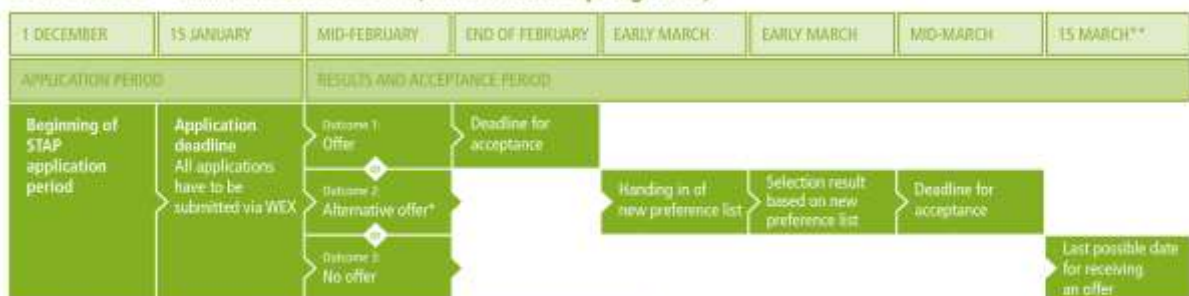 1 DECEMBER
15 JANUARY
MID-FEBRUARY
END OF FEBRUARY
EARLY MARCH
EARLY MARCH
MID-MARCH
15 MARCH**
APPLICATION PERIOD
RESULTS AND ACCEPTANCE PERIOD
Beginning of
STAP
application
period
Application
deadline
All applications
have to be
submitted via WEX
Outcome 1
Offer
or
Outcome 2
Alternative offer*
or
Outcome 3
No offer
Deadline for
acceptance
Handing in of
new preference list
Selection result
based on new
preference list
Deadline for
acceptance
Last possible date
for receiving
an offer